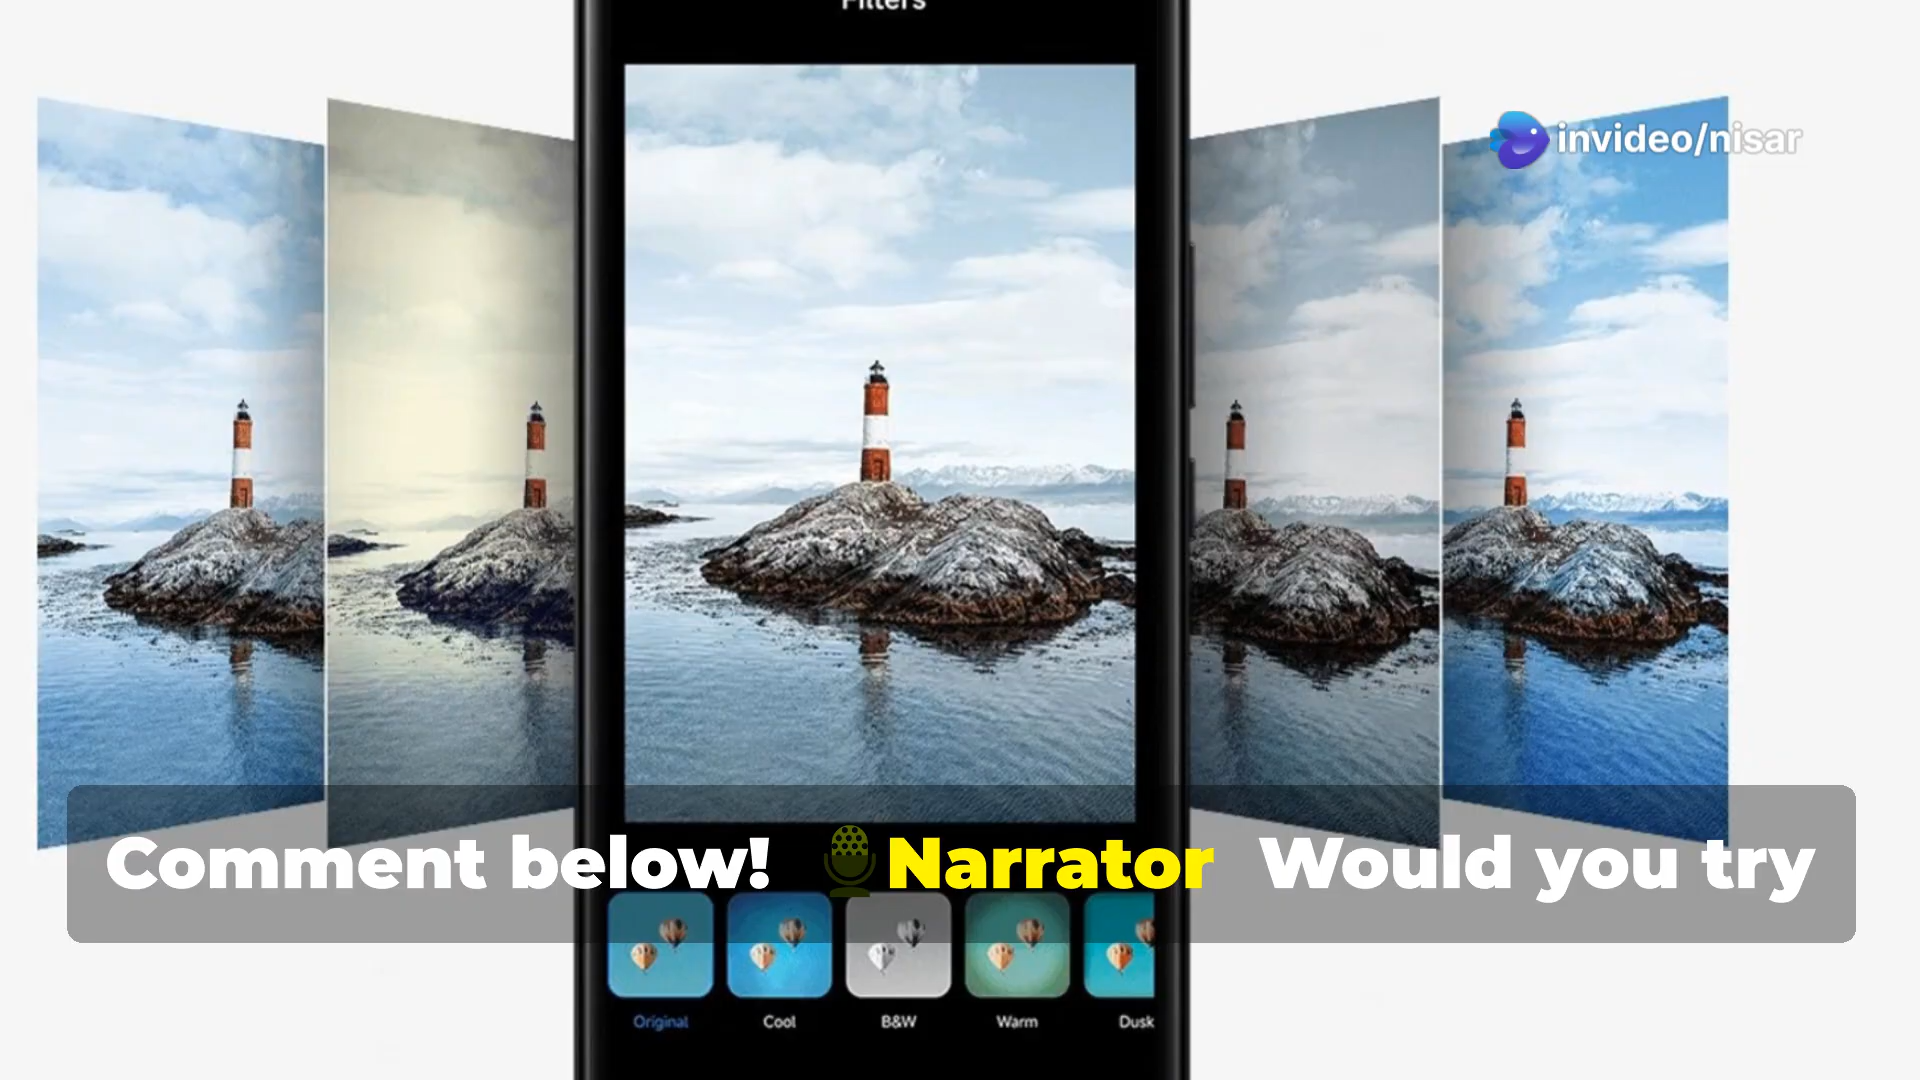 Filters
invideo/nisar
Comment below! Narrator Would you try
Original Cool B&W Warm Dusk